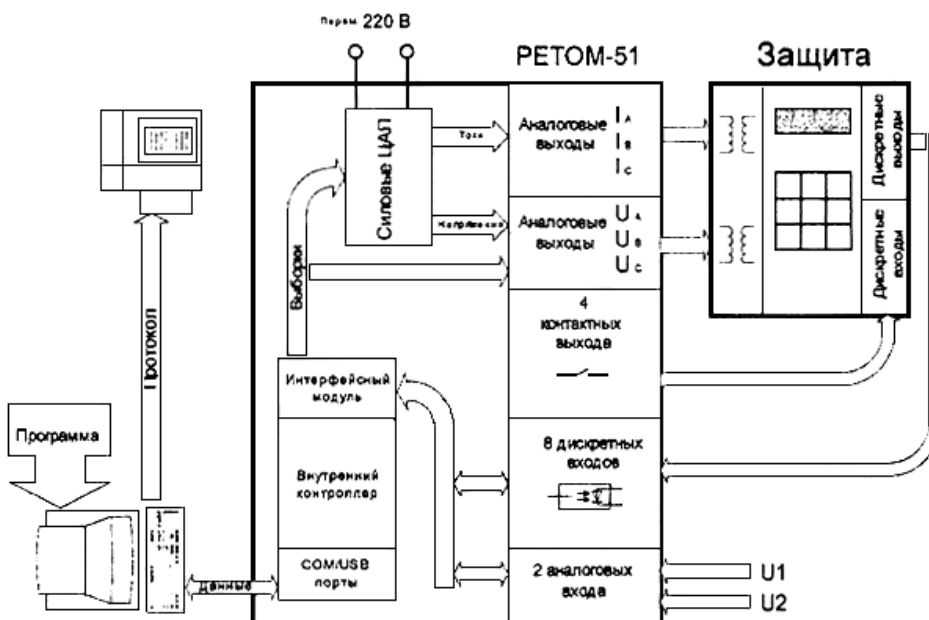 Перем. 220 В
РЕТОМ-51
Защита
Силовые ЦАП
Токи
Аналоговые
выходы
I A
I B
I C
Напряжения
Аналоговые
выходы
U A
U B
U C
Дискретные
выходы
Дискретные
входы
Выборки
4
контактных
выхода
Протокол
Интерфейсный
модуль
Программа
Внутренний
контроллер
8 дискретных
входов
COM/USB
порты
Данные
2 аналоговых
входа
U1
U2